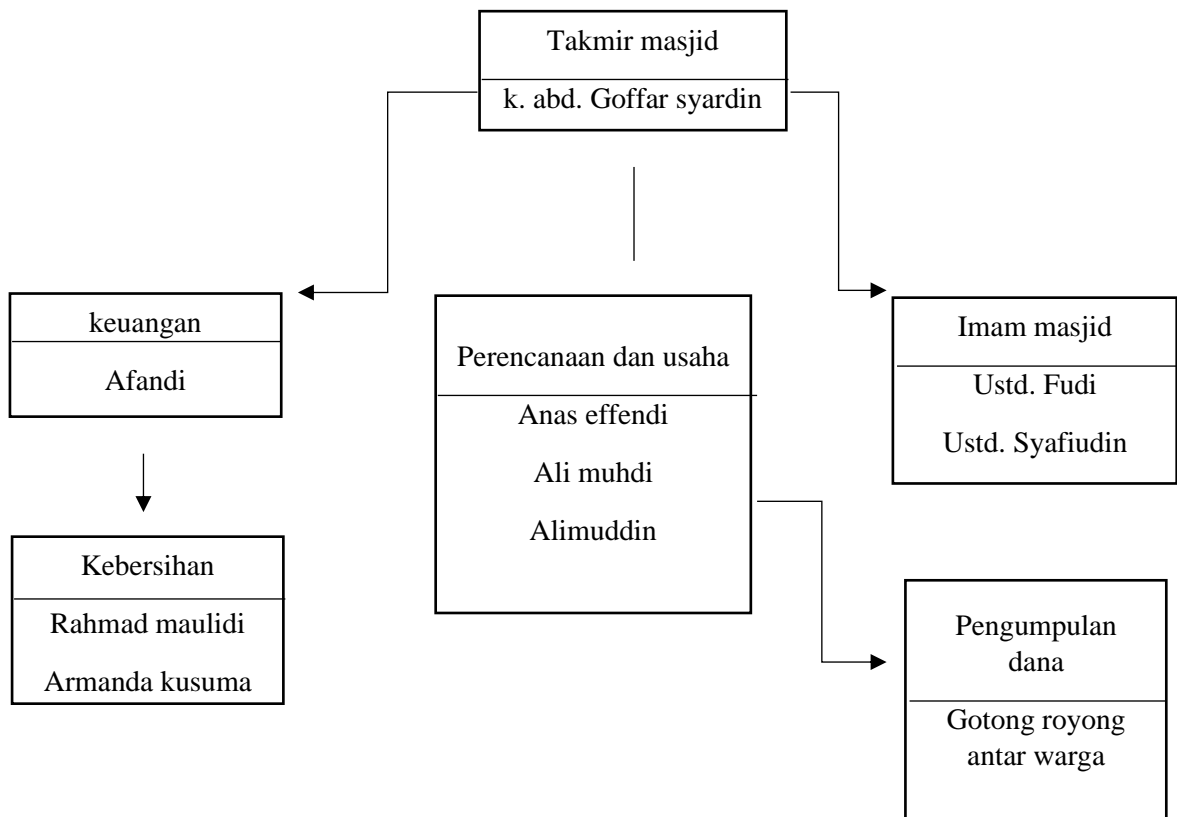 Takmir masjid
k. abd. Goffar syardin
keuangan
Afandi
Perencanaan dan usaha
Anas effendi
Ali muhdi
Alimuddin
Imam masjid
Ustd. Fudi
Ustd. Syafiudin
Kebersihan
Rahmad maulidi
Armanda kusuma
Pengumpulan
dana
Gotong royong
antar warga